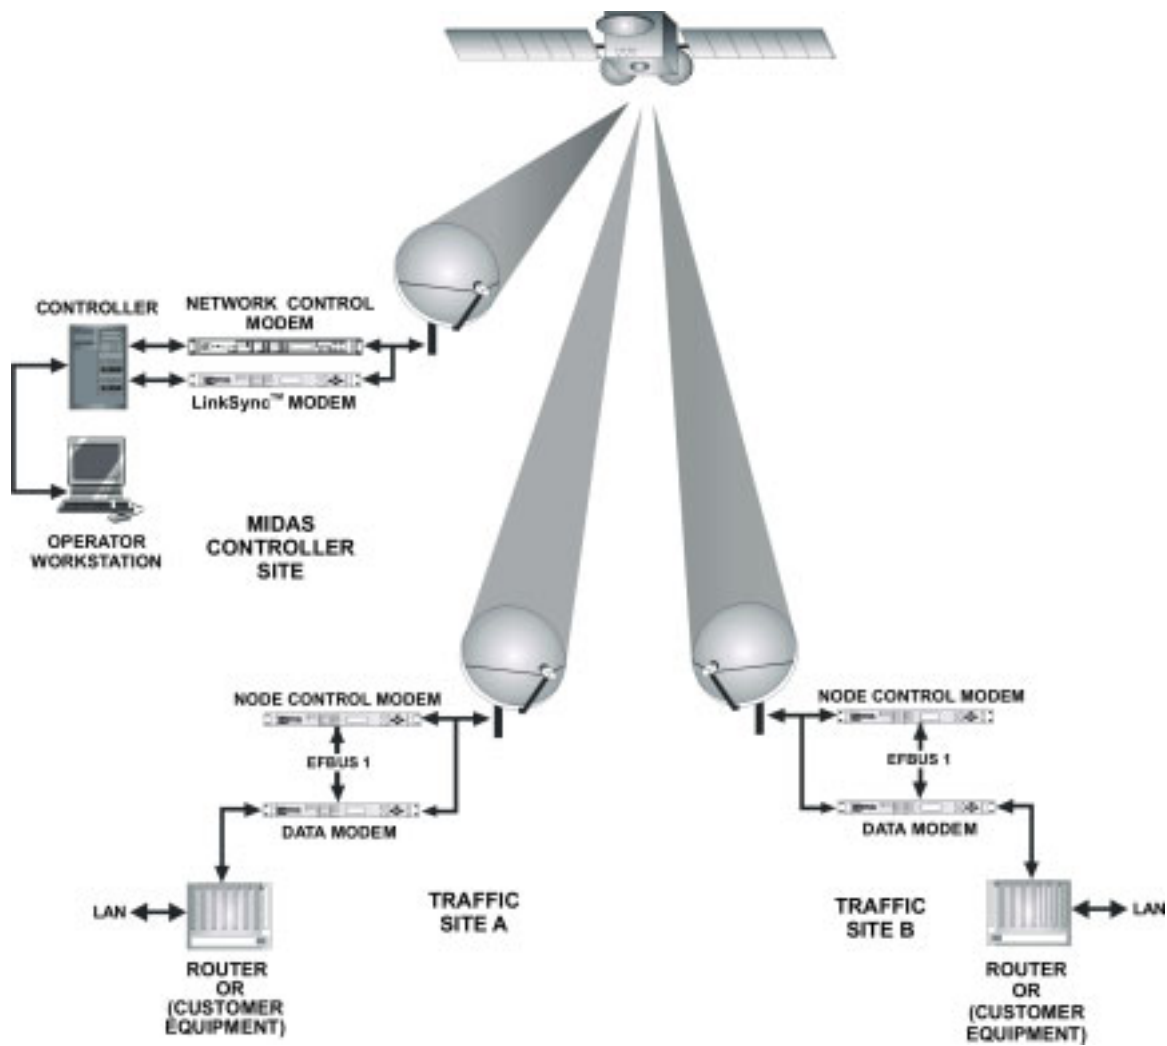 CONTROLLER
NETWORK CONTROL
MODEM
LinkSync™ MODEM
OPERATOR
WORKSTATION
MIDAS
CONTROLLER
SITE
NODE CONTROL MODEM
EFBUS 1
DATA MODEM
LAN
ROUTER
OR
(CUSTOMER
EQUIPMENT)
TRAFFIC
SITE A
NODE CONTROL MODEM
EFBUS 1
DATA MODEM
TRAFFIC
SITE B
LAN
ROUTER
OR
(CUSTOMER
EQUIPMENT)